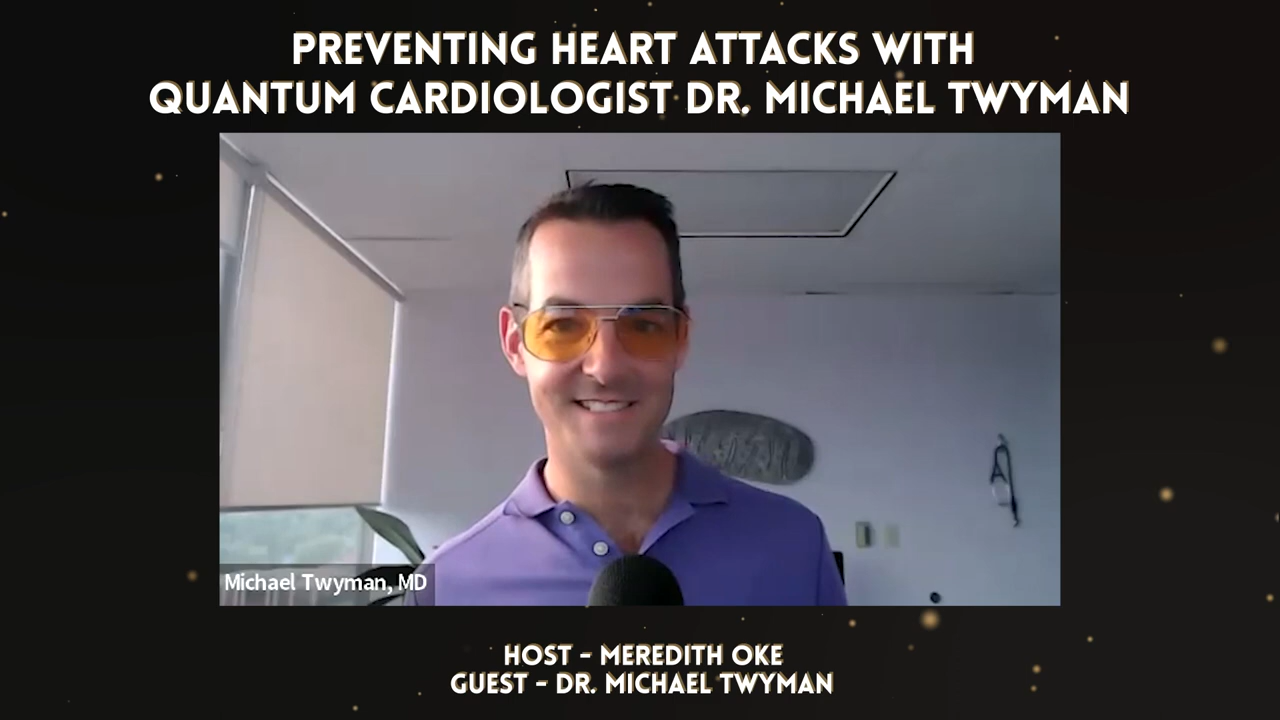 PREVENTING HEART ATTACKS WITH
QUANTUM CARDIOLOGIST DR. MICHAEL TWYMAN
Michael Twyman, MD
HOST - MEREDITH OKE
GUEST - DR. MICHAEL TWYMAN